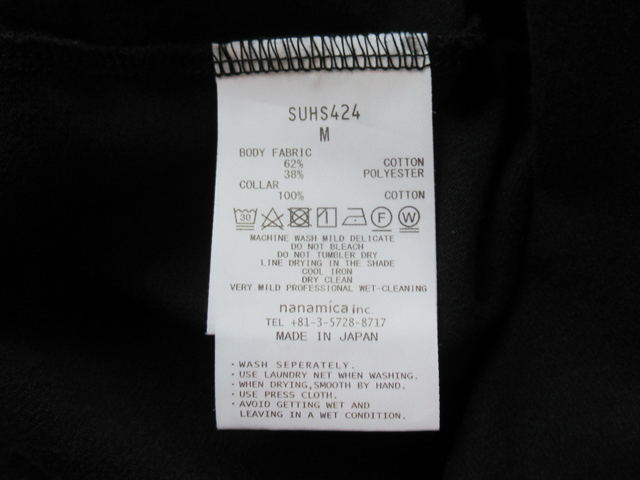 SUHS424
M
BODY FABRIC
62% COTTON
38% POLYESTER
COLLAR
100% COTTON
30 F W
MACHINE WASH MILD DELICATE
DO NOT BLEACH
DO NOT TUMBLER DRY
LINE DRYING IN THE SHADE
COOL IRON
DRY CLEAN
VERY MILD PROFESSIONAL WET-CLEANING
nanamica inc.
TEL +81-3-5728-8717
MADE IN JAPAN
・WASH SEPERATELY.
・USE LAUNDRY NET WHEN WASHING.
・WHEN DRYING,SMOOTH BY HAND.
・USE PRESS CLOTH.
・AVOID GETTING WET AND
LEAVING IN A WET CONDITION.